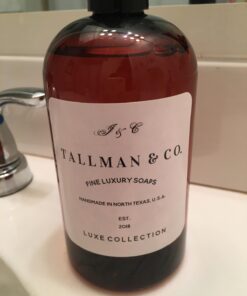 T & C
TALLMAN & CO.
FINE LUXURY SOAPS
HANDMADE IN NORTH TEXAS, U.S.A.
EST.
2018
LUXE COLLECTION